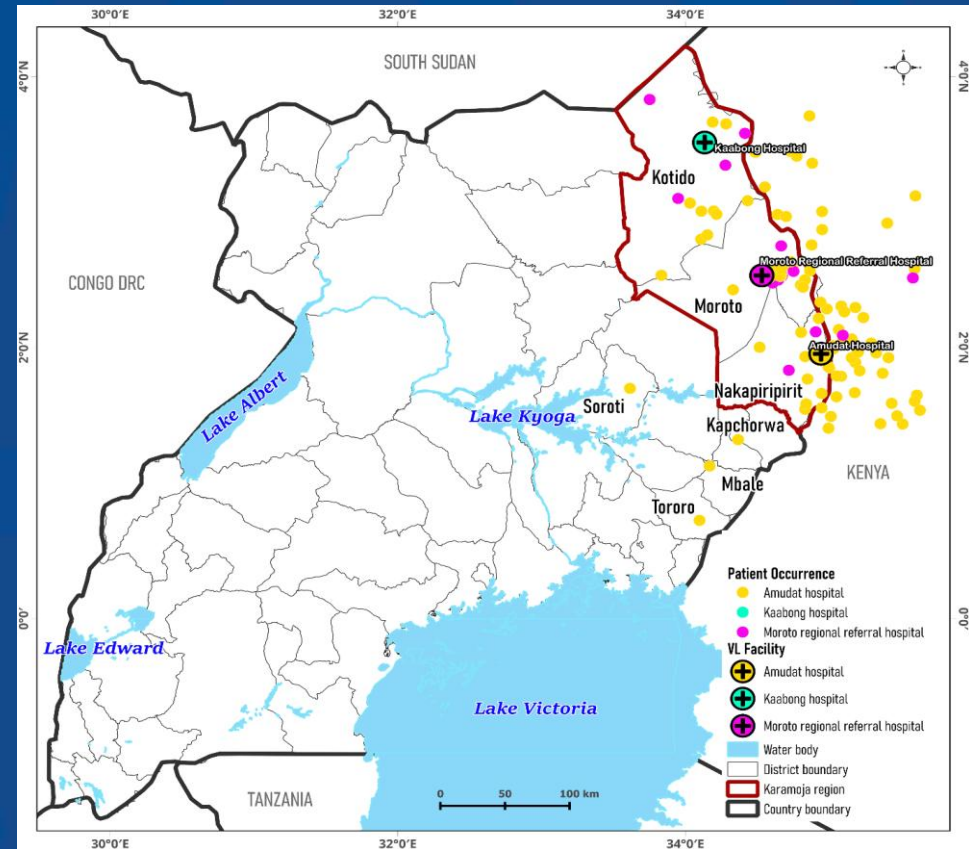 30°0'E 32°0'E 34°0'E
4°0'N 4°0'N
SOUTH SUDAN
Kaabong Hospital
Kotido
Moroto Regional Referral Hospital
CONGO DRC
Moroto
2°0'N 2°0'N
Amudat Hospital
Lake Albert
Nakapiripirit
Soroti
Lake Kyoga
Kapchorwa
KENYA
Mbale
Tororo
Patient Occurrence
Amudat hospital
Kaabong hospital
Moroto regional referral hospital
VL Facility
Amudat hospital
Kaabong hospital
Moroto regional referral hospital
Water body
District boundary
Karamoja region
Country boundary
0°0' 0°0'
Lake Edward
Lake Victoria
TANZANIA
0 50 100 km
30°0'E 32°0'E 34°0'E